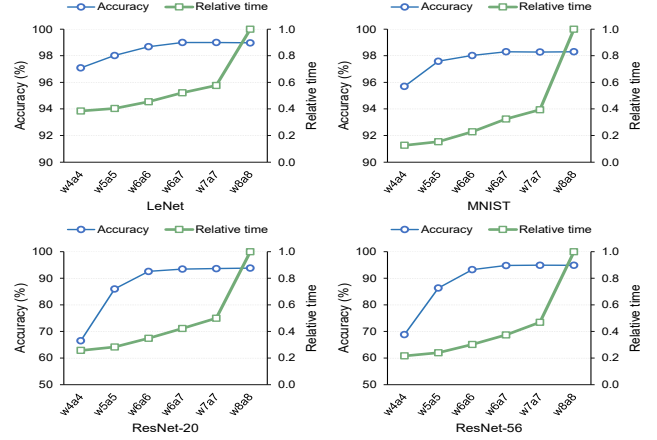 Accuracy Relative time
Accuracy (%)
100
98
96
94
92
90
1.0
0.8
0.6
0.4
0.2
0.0
Relative time
w4a4 w5a5 w6a6 w6a7 w7a7 w8a8
LeNet
Accuracy Relative time
Accuracy (%)
100
98
96
94
92
90
1.0
0.8
0.6
0.4
0.2
0.0
Relative time
w4a4 w5a5 w6a6 w6a7 w7a7 w8a8
MNIST
Accuracy Relative time
Accuracy (%)
100
90
80
70
60
50
1.0
0.8
0.6
0.4
0.2
0.0
Relative time
w4a4 w5a5 w6a6 w6a7 w7a7 w8a8
ResNet-20
Accuracy Relative time
Accuracy (%)
100
90
80
70
60
50
1.0
0.8
0.6
0.4
0.2
0.0
Relative time
w4a4 w5a5 w6a6 w6a7 w7a7 w8a8
ResNet-56